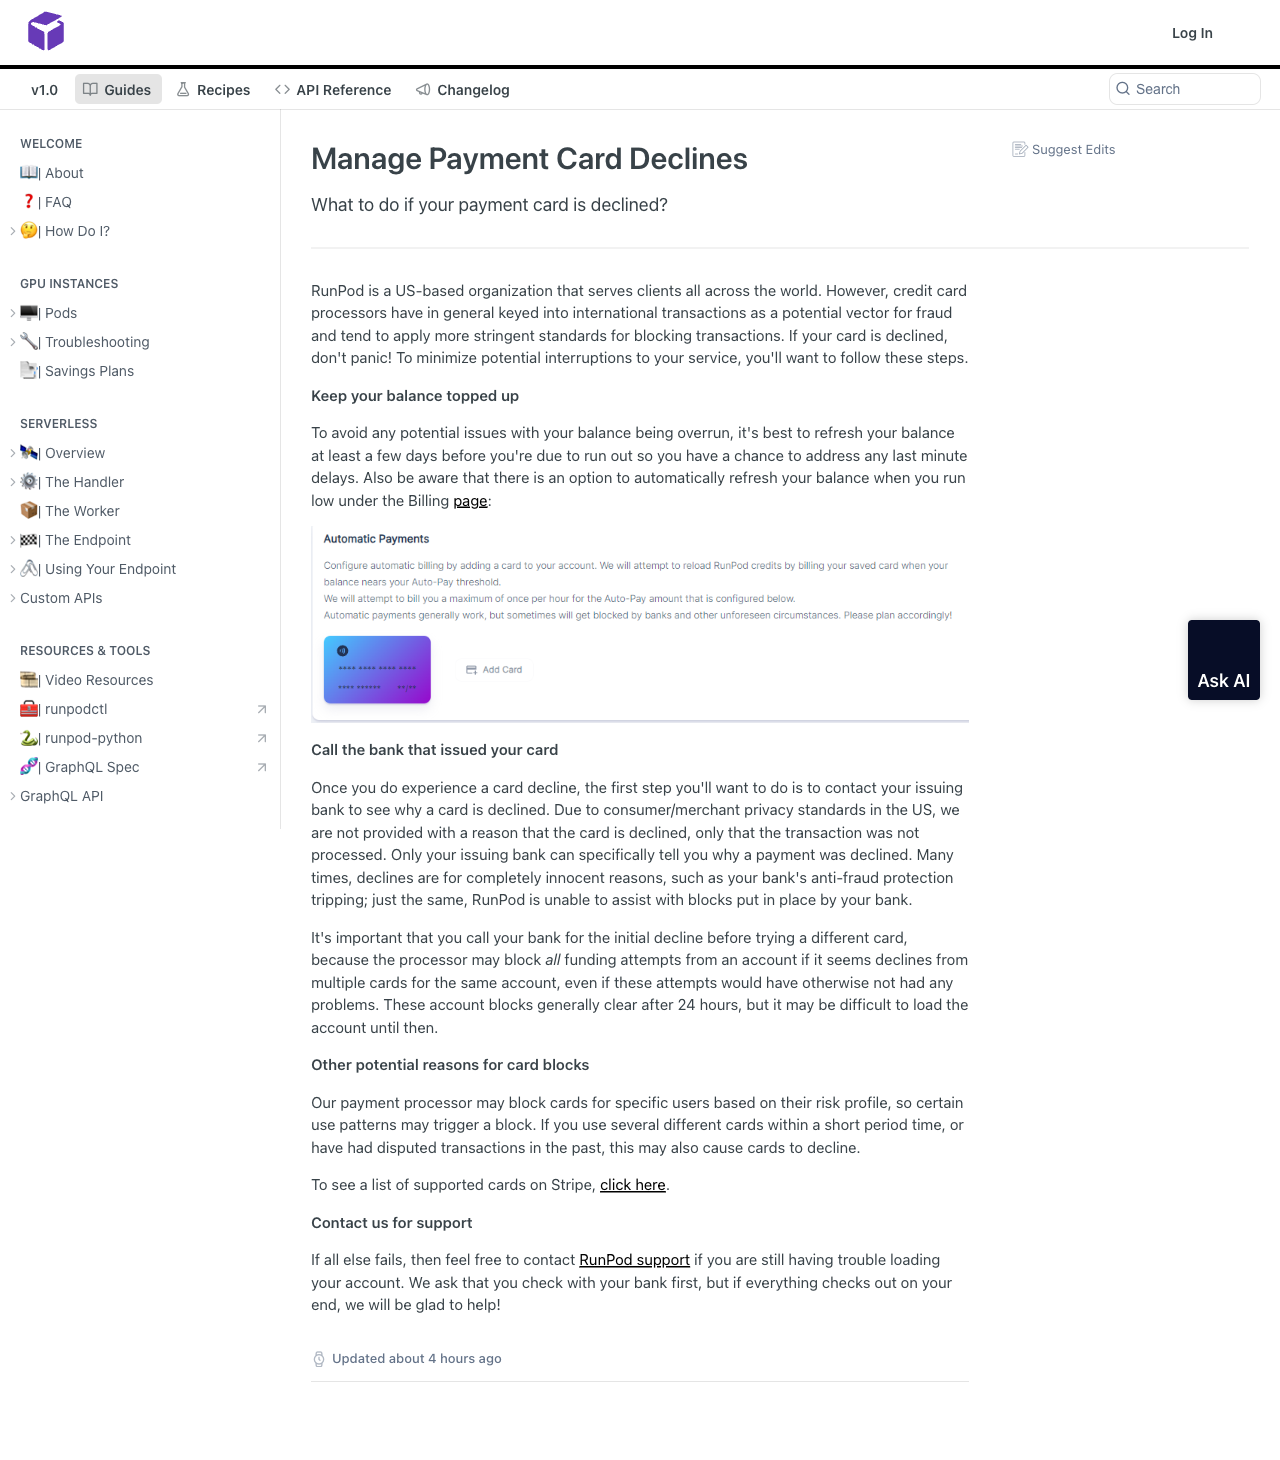 Log In
v1.0
Guides
Recipes
API Reference
Changelog
Search
WELCOME
| About
| FAQ
| How Do I?
GPU INSTANCES
| Pods
| Troubleshooting
| Savings Plans
SERVERLESS
| Overview
| The Handler
| The Worker
| The Endpoint
| Using Your Endpoint
Custom APIs
RESOURCES & TOOLS
| Video Resources
| runpodctl
| runpod-python
| GraphQL Spec
GraphQL API
Manage Payment Card Declines
Suggest Edits
What to do if your payment card is declined?
RunPod is a US-based organization that serves clients all across the world. However, credit card
processors have in general keyed into international transactions as a potential vector for fraud
and tend to apply more stringent standards for blocking transactions. If your card is declined,
don't panic! To minimize potential interruptions to your service, you'll want to follow these steps.
Keep your balance topped up
To avoid any potential issues with your balance being overrun, it's best to refresh your balance
at least a few days before you're due to run out so you have a chance to address any last minute
delays. Also be aware that there is an option to automatically refresh your balance when you run
low under the Billing page:
Automatic Payments
Configure automatic billing by adding a card to your account. We will attempt to reload RunPod credits by billing your saved card when your
balance nears your Auto-Pay threshold.
We will attempt to bill you a maximum of once per hour for the Auto-Pay amount that is configured below.
Automatic payments generally work, but sometimes will get blocked by banks and other unforeseen circumstances. Please plan accordingly!
**** **** **** ****
**** ****** **/**
Add Card
Call the bank that issued your card
Once you do experience a card decline, the first step you'll want to do is to contact your issuing
bank to see why a card is declined. Due to consumer/merchant privacy standards in the US, we
are not provided with a reason that the card is declined, only that the transaction was not
processed. Only your issuing bank can specifically tell you why a payment was declined. Many
times, declines are for completely innocent reasons, such as your bank's anti-fraud protection
tripping; just the same, RunPod is unable to assist with blocks put in place by your bank.
It's important that you call your bank for the initial decline before trying a different card,
because the processor may block all funding attempts from an account if it seems declines from
multiple cards for the same account, even if these attempts would have otherwise not had any
problems. These account blocks generally clear after 24 hours, but it may be difficult to load the
account until then.
Other potential reasons for card blocks
Our payment processor may block cards for specific users based on their risk profile, so certain
use patterns may trigger a block. If you use several different cards within a short period time, or
have had disputed transactions in the past, this may also cause cards to decline.
To see a list of supported cards on Stripe, click here.
Contact us for support
If all else fails, then feel free to contact RunPod support if you are still having trouble loading
your account. We ask that you check with your bank first, but if everything checks out on your
end, we will be glad to help!
Updated about 4 hours ago
Ask AI